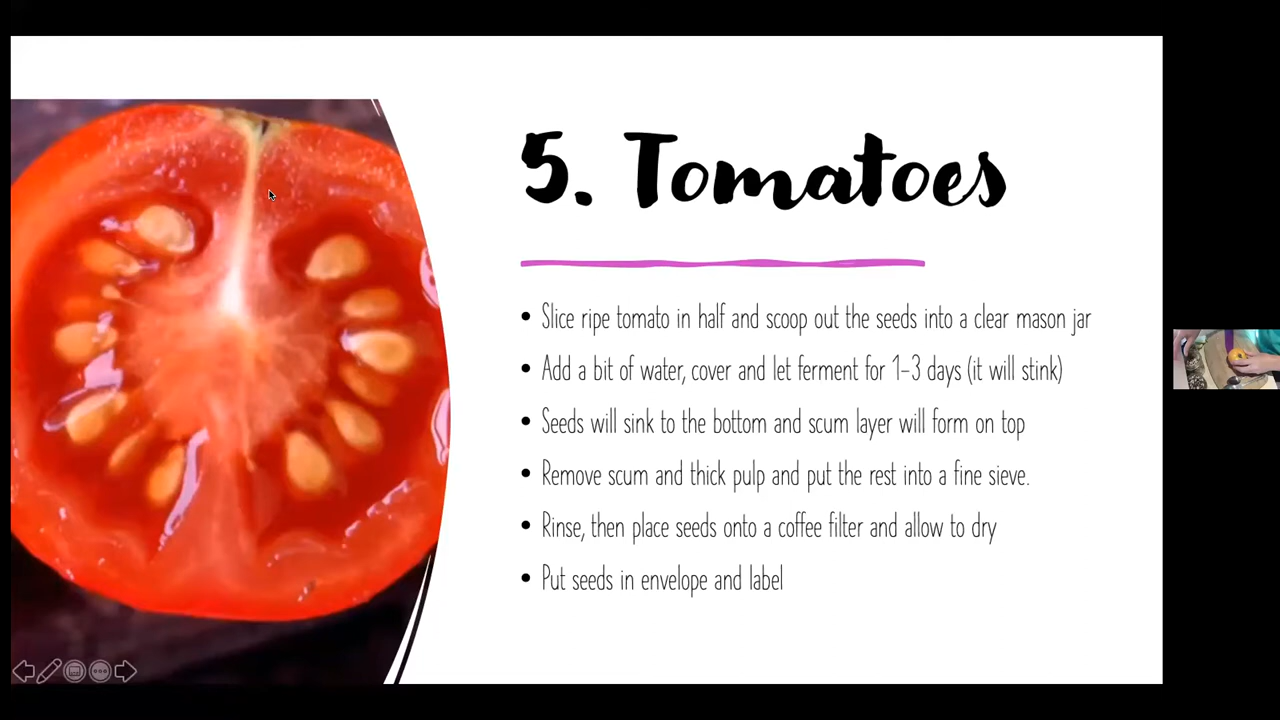 5. Tomatoes
• Slice ripe tomato in half and scoop out the seeds into a clear mason jar
• Add a bit of water, cover and let ferment for 1-3 days (it will stink)
• Seeds will sink to the bottom and scum layer will form on top
• Remove scum and thick pulp and put the rest into a fine sieve.
• Rinse, then place seeds onto a coffee filter and allow to dry
• Put seeds in envelope and label